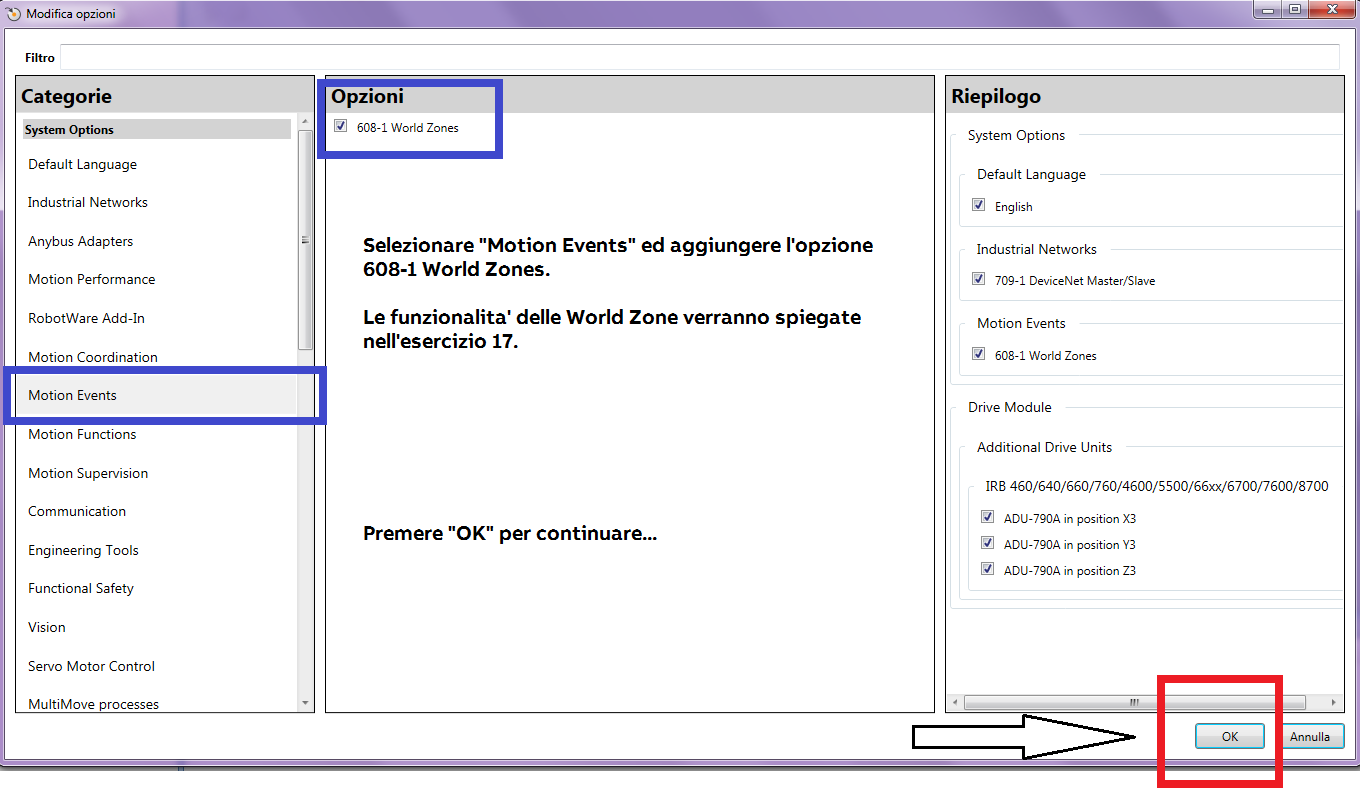 Modifica opzioni
Filtro
Categorie
System Options
Default Language
Industrial Networks
Anybus Adapters
Motion Performance
RobotWare Add-In
Motion Coordination
Motion Events
Motion Functions
Motion Supervision
Communication
Engineering Tools
Functional Safety
Vision
Servo Motor Control
MultiMove processes
Opzioni
608-1 World Zones
Selezionare "Motion Events" ed aggiungere l'opzione
608-1 World Zones.
Le funzionalita' delle World Zone verranno spiegate
nell'esercizio 17.
Premere "OK" per continuare...
Riepilogo
System Options
Default Language
English
Industrial Networks
709-1 DeviceNet Master/Slave
Motion Events
608-1 World Zones
Drive Module
Additional Drive Units
IRB 460/640/660/760/4600/5500/66xx/6700/7600/8700
ADU-790A in position X3
ADU-790A in position Y3
ADU-790A in position Z3
OK
Annulla